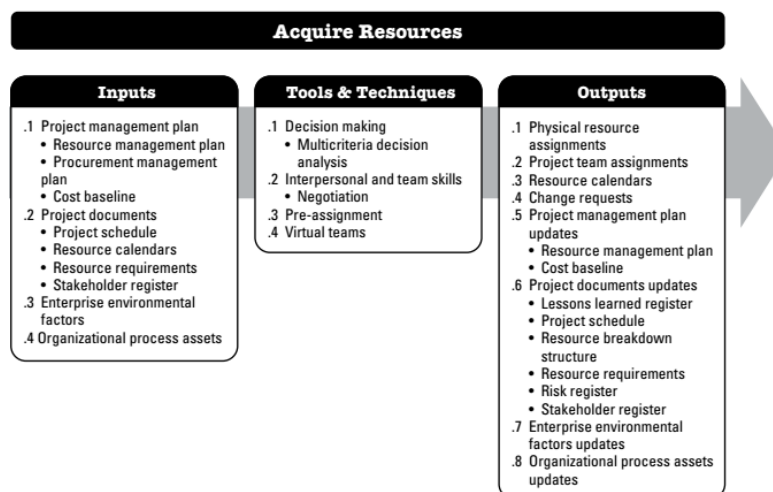 Acquire Resources
Inputs
.1 Project management plan
• Resource management plan
• Procurement management
plan
• Cost baseline
.2 Project documents
• Project schedule
• Resource calendars
• Resource requirements
• Stakeholder register
.3 Enterprise environmental
factors
.4 Organizational process assets
Tools & Techniques
.1 Decision making
• Multicriteria decision
analysis
.2 Interpersonal and team skills
• Negotiation
.3 Pre-assignment
.4 Virtual teams
Outputs
.1 Physical resource
assignments
.2 Project team assignments
.3 Resource calendars
.4 Change requests
.5 Project management plan
updates
• Resource management plan
• Cost baseline
.6 Project documents updates
• Lessons learned register
• Project schedule
• Resource breakdown
structure
• Resource requirements
• Risk register
• Stakeholder register
.7 Enterprise environmental
factors updates
.8 Organizational process assets
updates